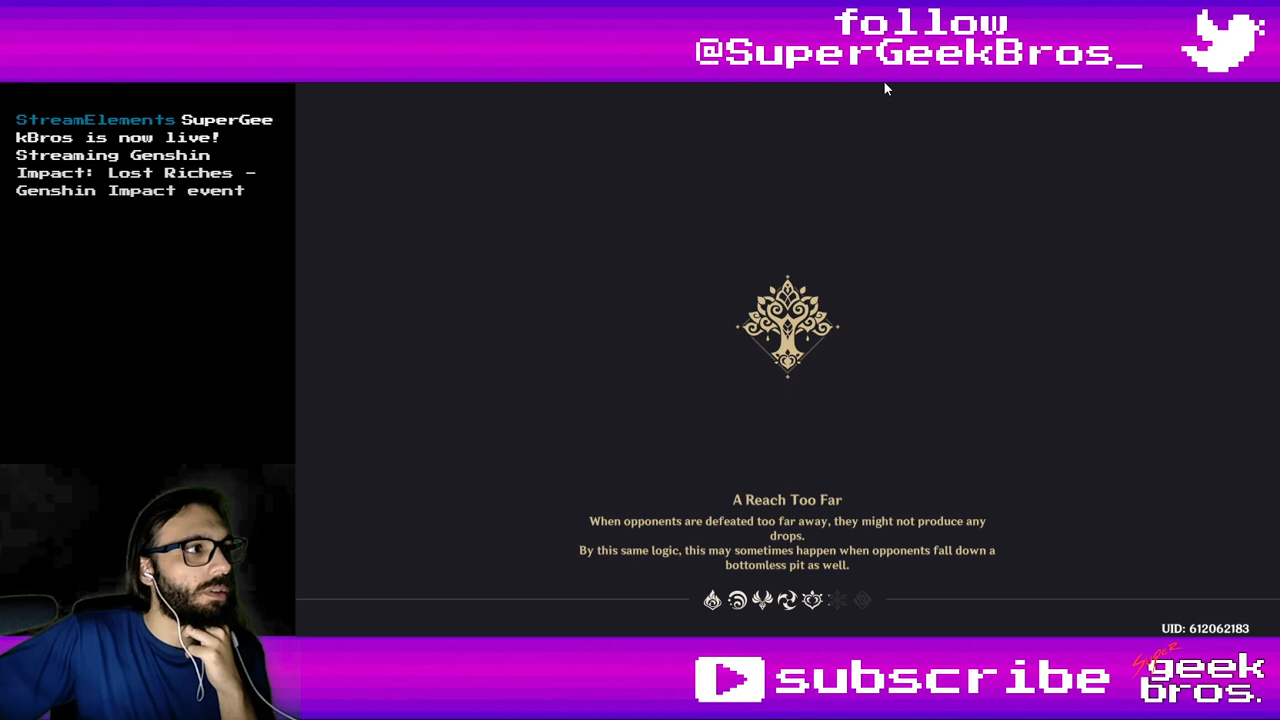 follow
@SuperGeekBros_
StreamElements SuperGee
kBros is now live!
Streaming Genshin
Impact: Lost Riches -
Genshin Impact event
A Reach Too Far
When opponents are defeated too far away, they might not produce any
drops.
By this same logic, this may sometimes happen when opponents fall down a
bottomless pit as well.
UID: 612062183
subscribe
SUPER
geek
bros.